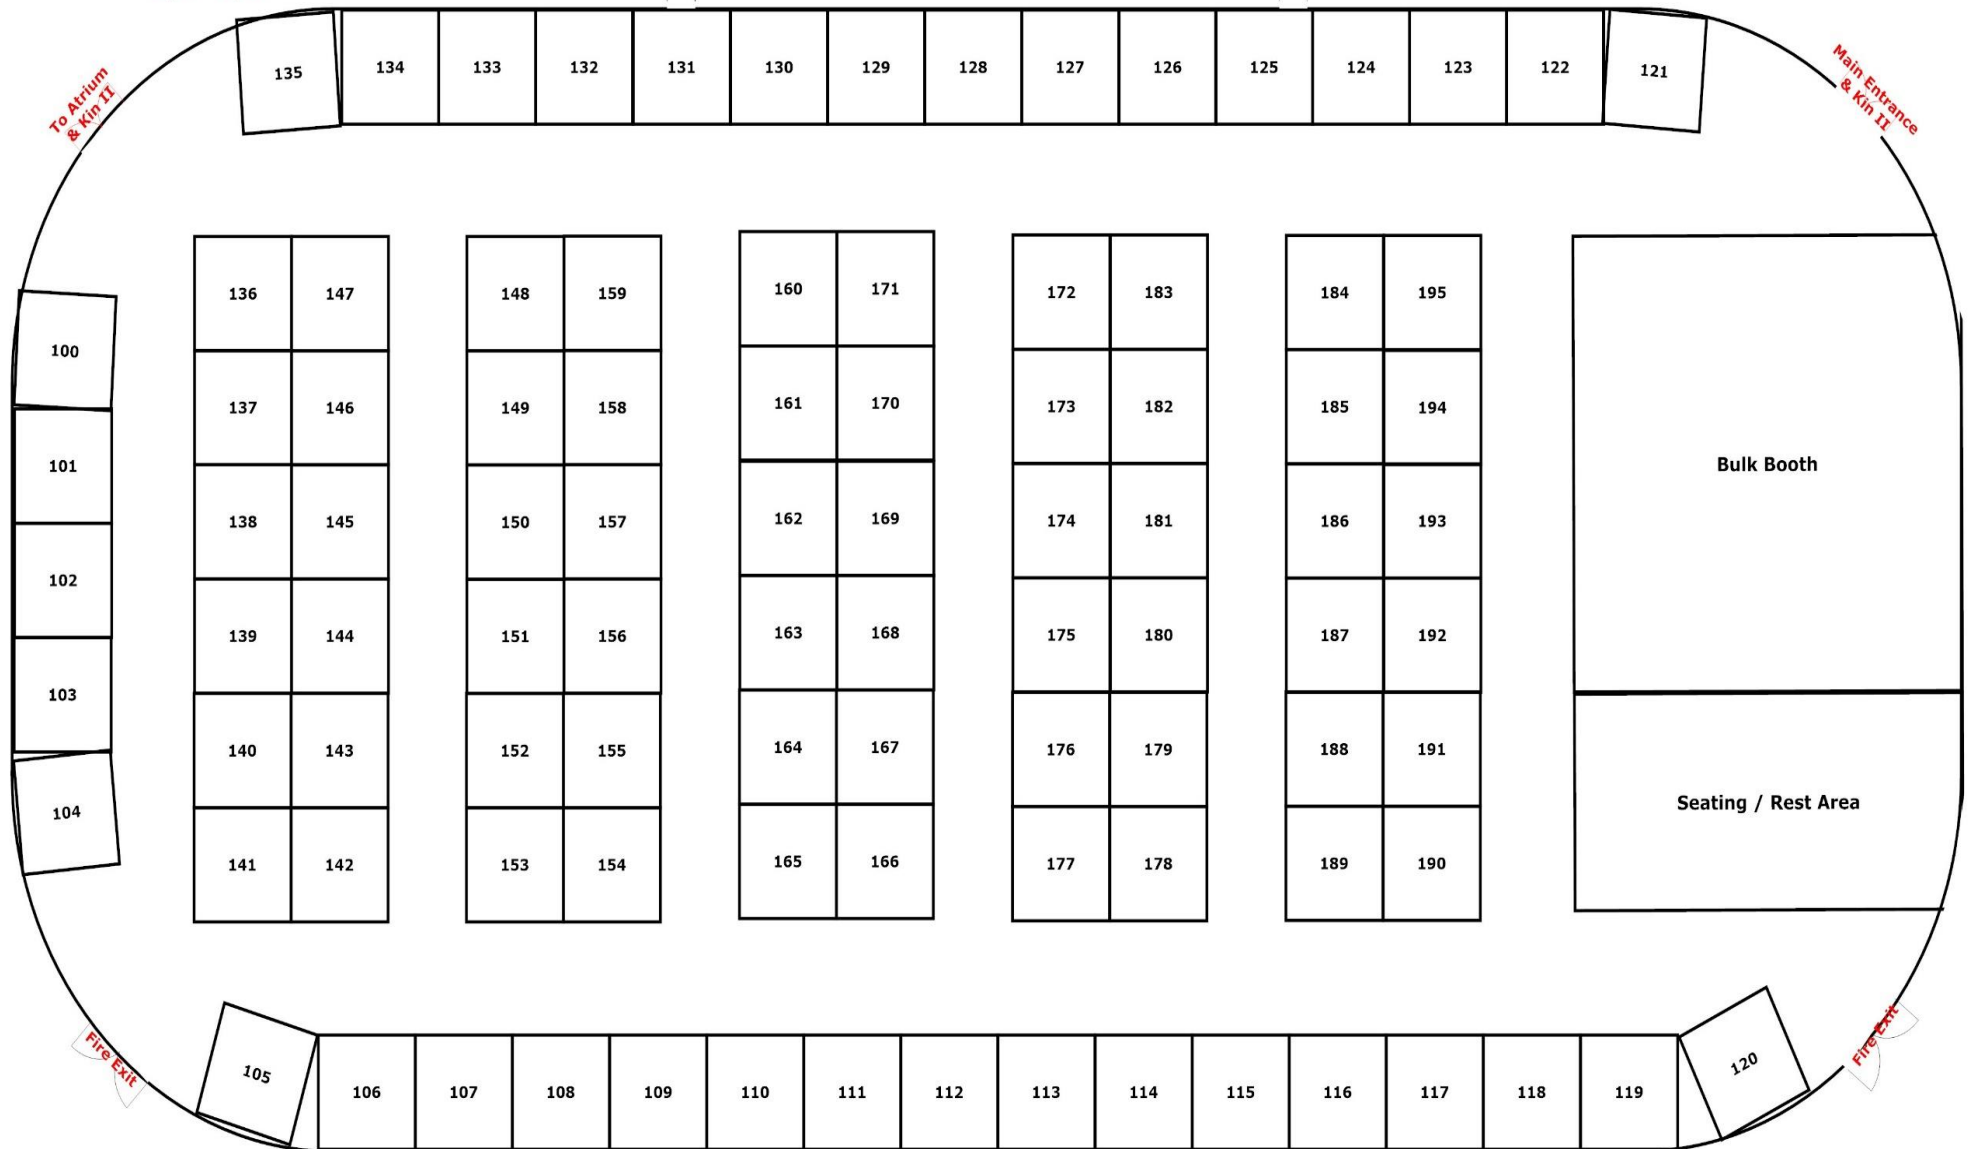 135 134 133 132 131 130 129 128 127 126 125 124 123 122 121
To Atrium
& Kin II
Main Entrance
& Kin II
136 147 148 159 160 171 172 183 184 195
100
137 146 149 158 161 170 173 182 185 194
101
Bulk Booth
138 145 150 157 162 169 174 181 186 193
102
139 144 151 156 163 168 175 180 187 192
103
140 143 152 155 164 167 176 179 188 191
104
Seating / Rest Area
141 142 153 154 165 166 177 178 189 190
Fire Exit
Fire Exit
105 106 107 108 109 110 111 112 113 114 115 116 117 118 119 120